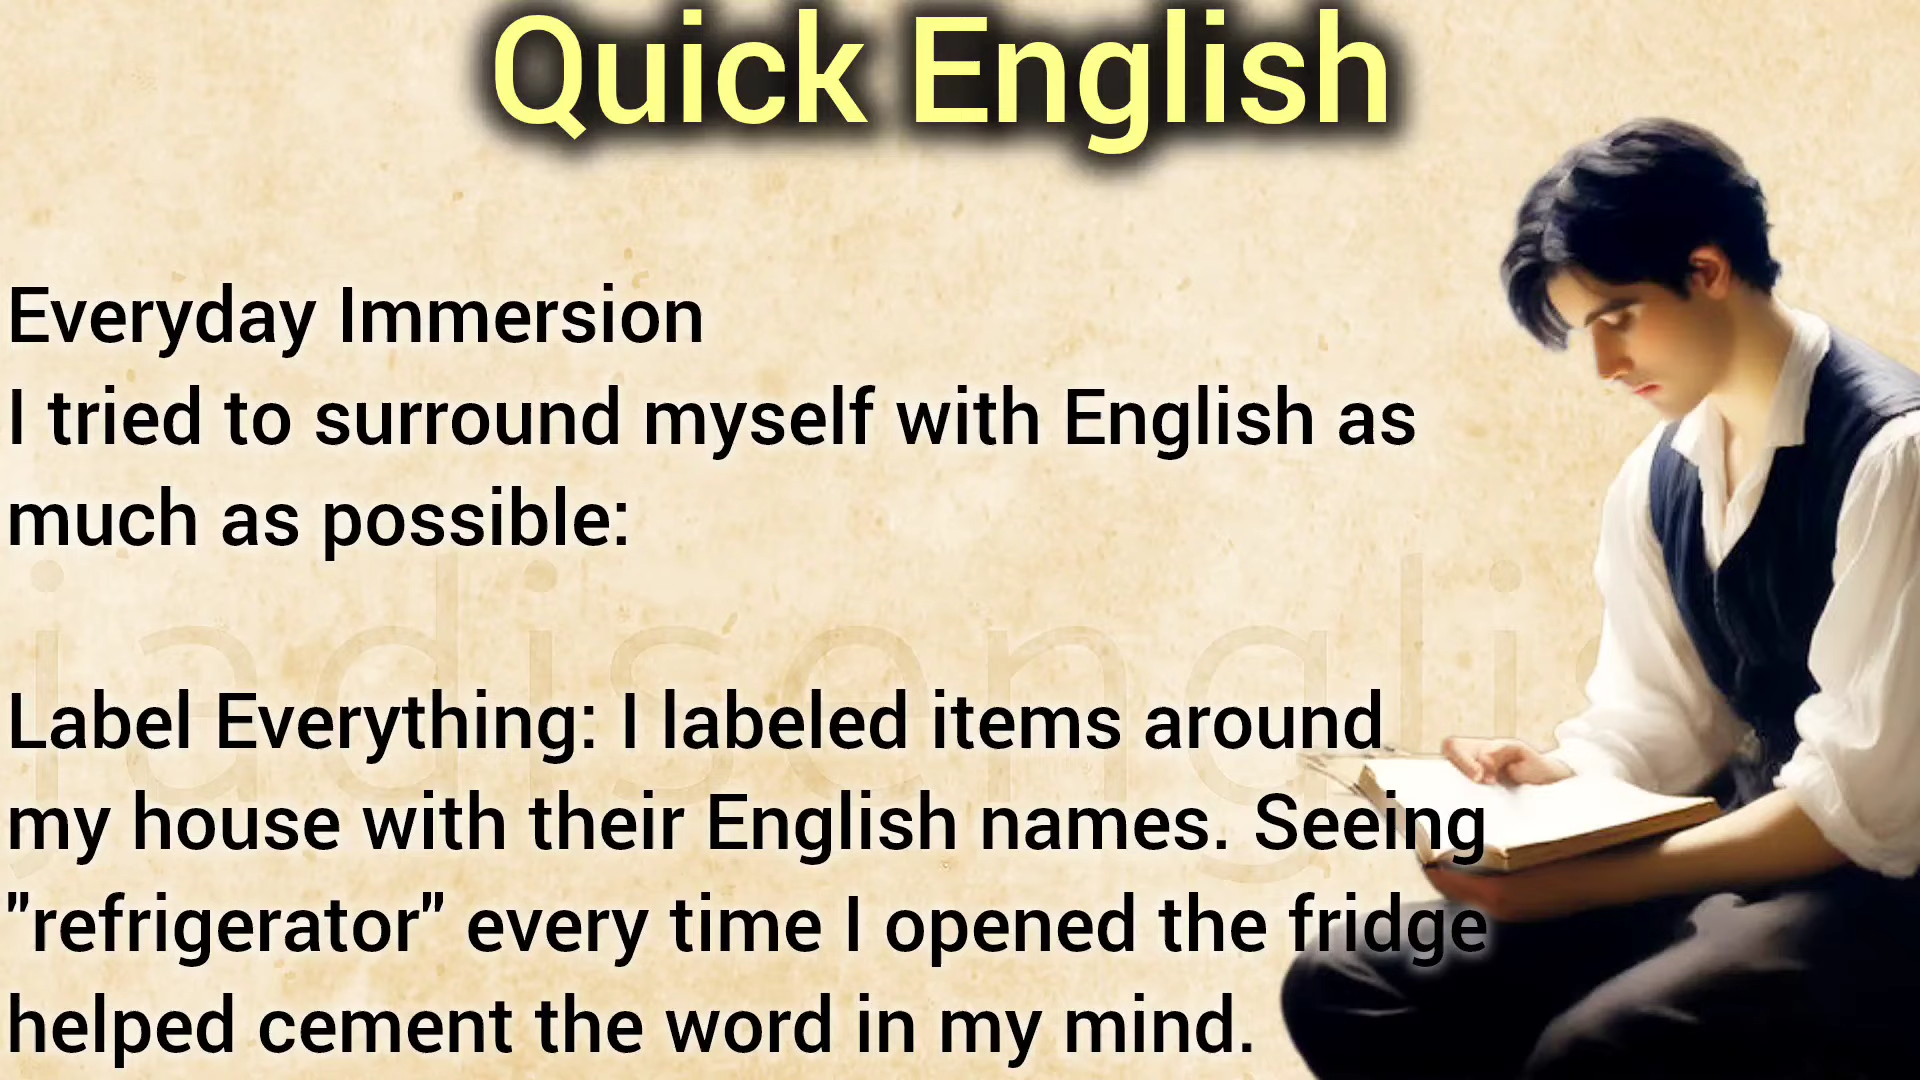 Quick English
Everyday Immersion
I tried to surround myself with English as
much as possible:
jadisenglis
Label Everything: I labeled items around
my house with their English names. Seeing
"refrigerator" every time I opened the fridge
helped cement the word in my mind.